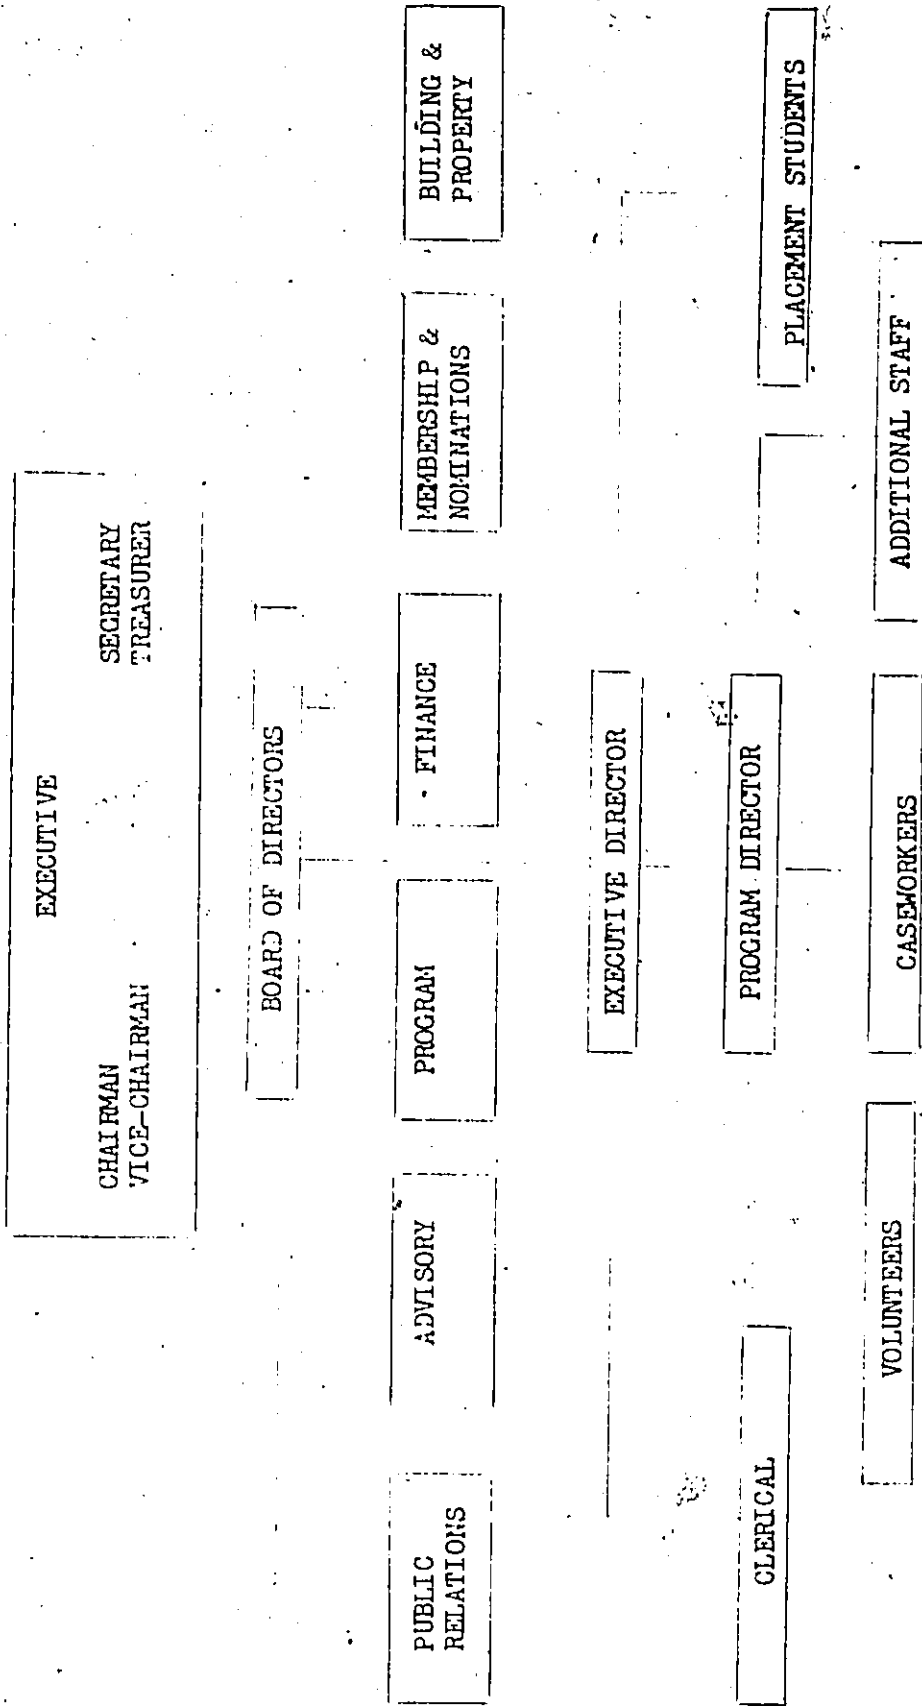 EXECUTIVE
CHAIRMAN
VICE-CHAIRMAN
SECRETARY
TREASURER
BOARD OF DIRECTORS
PUBLIC
RELATIONS
ADVISORY
PROGRAM
FINANCE
MEMBERSHIP &
NOMINATIONS
BUILDING &
PROPERTY
EXECUTIVE DIRECTOR
CLERICAL
PROGRAM DIRECTOR
PLACEMENT STUDENTS
VOLUNTEERS
CASEWORKERS
ADDITIONAL STAFF